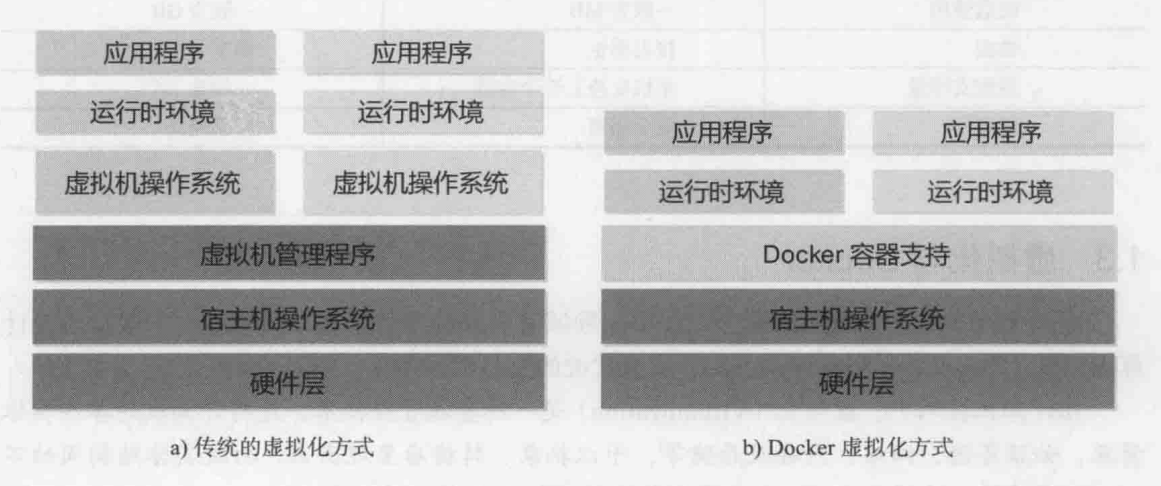 应用程序 应用程序
运行时环境 运行时环境
虚拟机操作系统 虚拟机操作系统
虚拟机管理程序
宿主机操作系统
硬件层
a) 传统的虚拟化方式
应用程序 应用程序
运行时环境 运行时环境
Docker 容器支持
宿主机操作系统
硬件层
b) Docker 虚拟化方式